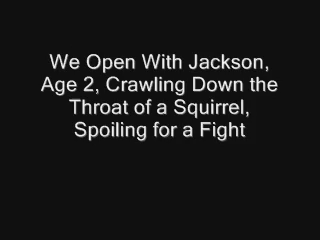 We Open With Jackson,
Age 2, Crawling Down the
Throat of a Squirrel,
Spoiling for a Fight